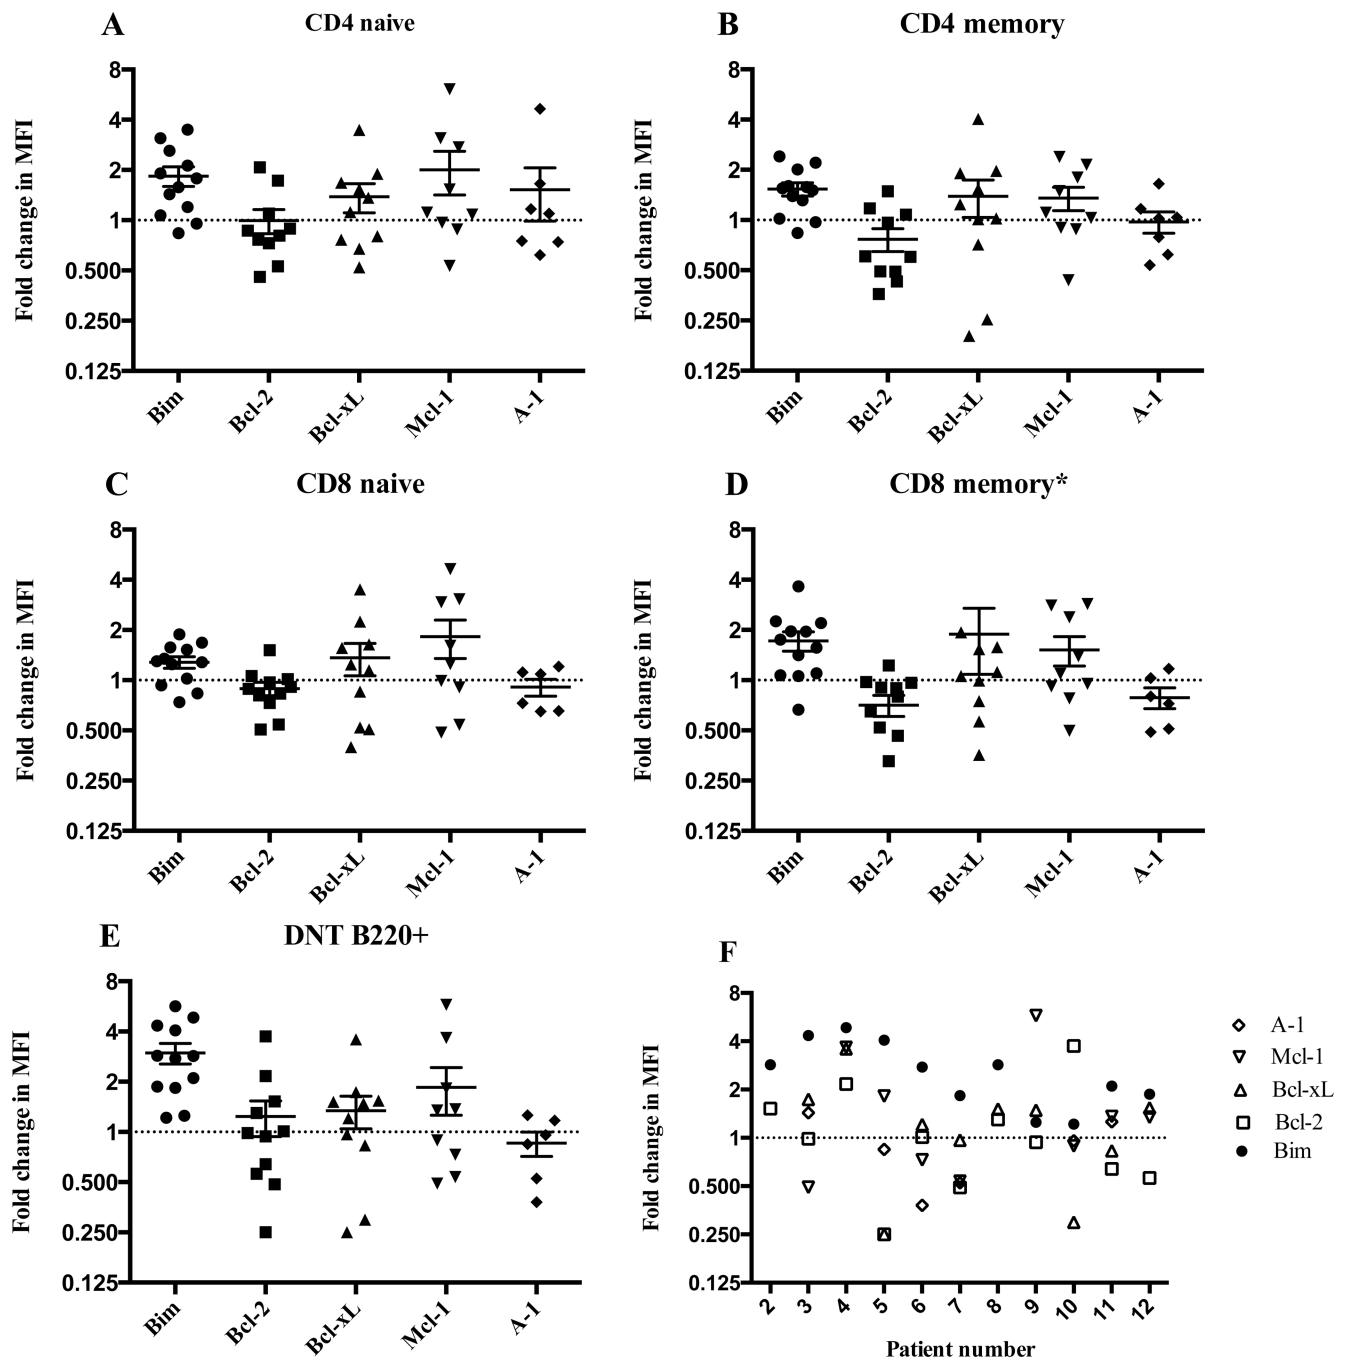 A
CD4 naive
Fold change in MFI
8
4
2
1
0.500
0.250
0.125
Bim
Bcl-2
Bcl-xL
Mcl-1
A-1
B
CD4 memory
Fold change in MFI
8
4
2
1
0.500
0.250
0.125
Bim
Bcl-2
Bcl-xL
Mcl-1
A-1
C
CD8 naive
Fold change in MFI
8
4
2
1
0.500
0.250
0.125
Bim
Bcl-2
Bcl-xL
Mcl-1
A-1
D
CD8 memory*
Fold change in MFI
8
4
2
1
0.500
0.250
0.125
Bim
Bcl-2
Bcl-xL
Mcl-1
A-1
E
DNT B220+
Fold change in MFI
8
4
2
1
0.500
0.250
0.125
Bim
Bcl-2
Bcl-xL
Mcl-1
A-1
F
Fold change in MFI
8
4
2
1
0.500
0.250
0.125
2
3
4
5
6
7
8
9
10
11
12
Patient number
A-1
Mcl-1
Bcl-xL
Bcl-2
Bim